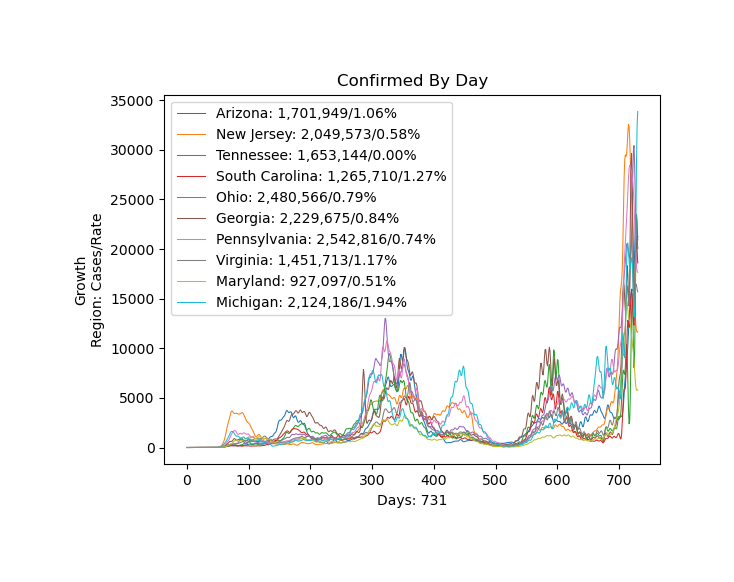 Confirmed By Day
35000
30000
25000
20000
15000
10000
5000
0
Growth
Region: Cases/Rate
Arizona: 1,701,949/1.06%
New Jersey: 2,049,573/0.58%
Tennessee: 1,653,144/0.00%
South Carolina: 1,265,710/1.27%
Ohio: 2,480,566/0.79%
Georgia: 2,229,675/0.84%
Pennsylvania: 2,542,816/0.74%
Virginia: 1,451,713/1.17%
Maryland: 927,097/0.51%
Michigan: 2,124,186/1.94%
0 100 200 300 400 500 600 700
Days: 731